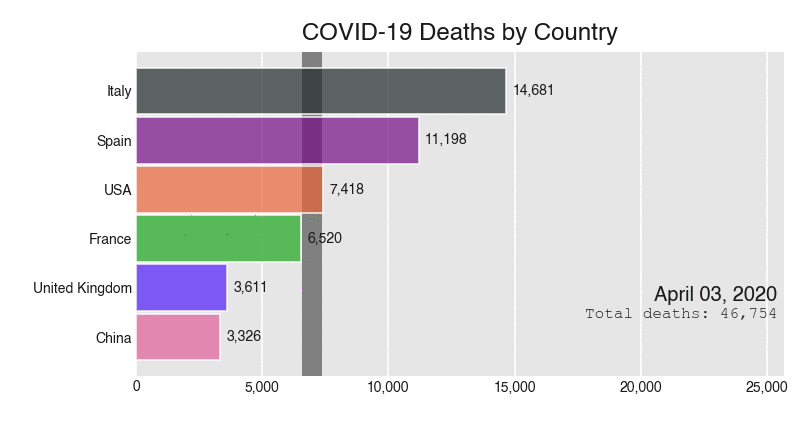 COVID-19 Deaths by Country
Italy 14,681
Spain 11,198
USA 7,418
France 6,520
United Kingdom 3,611
China 3,326
April 03, 2020
Total deaths: 46,754
0 5,000 10,000 15,000 20,000 25,000